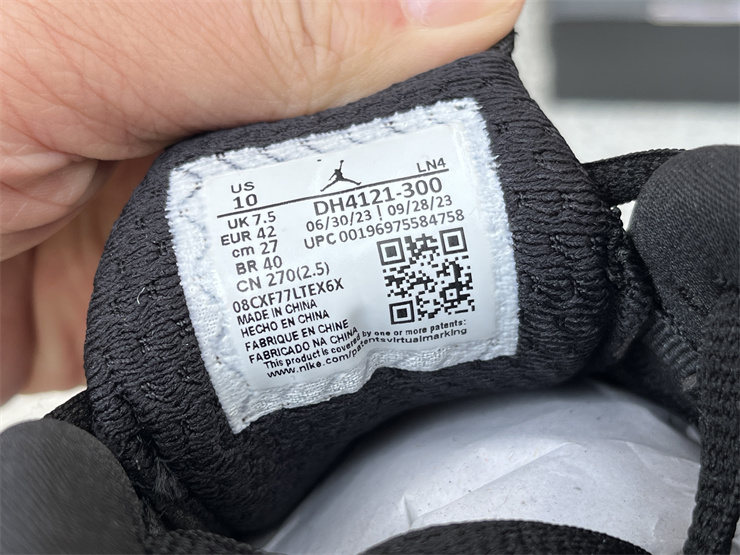 US
10
LN4
UK 7.5
EUR 42
cm 27
BR 40
CN 270(2.5)
DH4121-300
06/30/23 | 09/28/23
UPC 00196975584758
08CXF77LTEX6X
MADE IN CHINA
HECHO EN CHINA
FABRIQUE EN CHINE
FABRICADO NA CHINA
This product is covered by one or more patents:
www.nike.com/patentsvirtualmarking